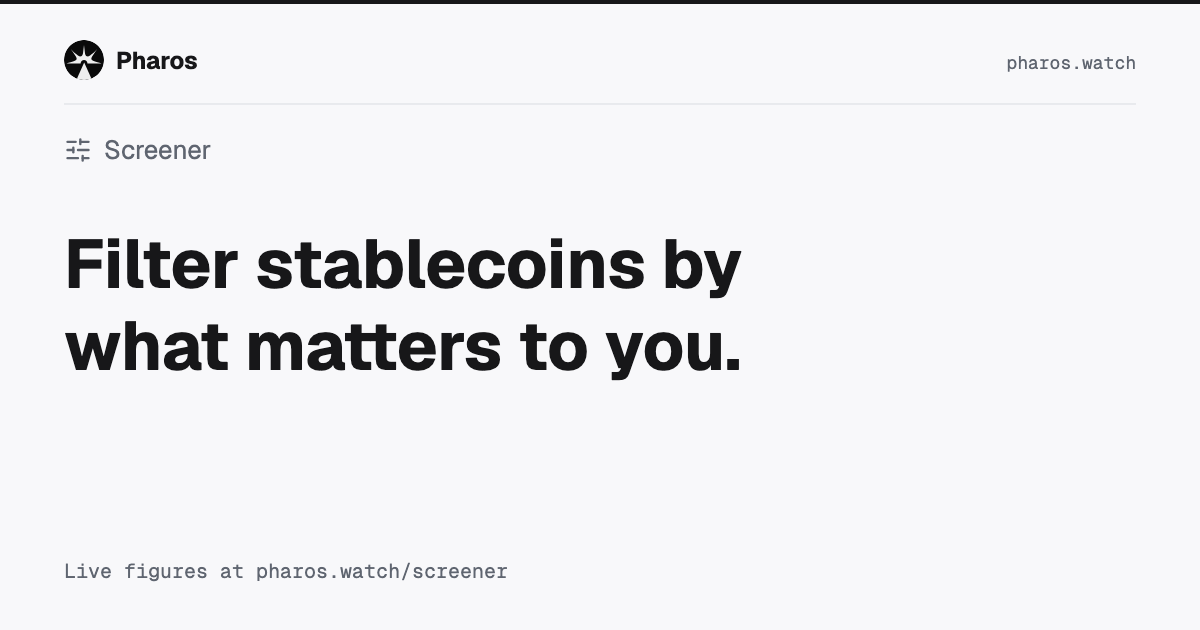 Pharos
pharos.watch
Screener
Filter stablecoins by
what matters to you.
Live figures at pharos.watch/screener